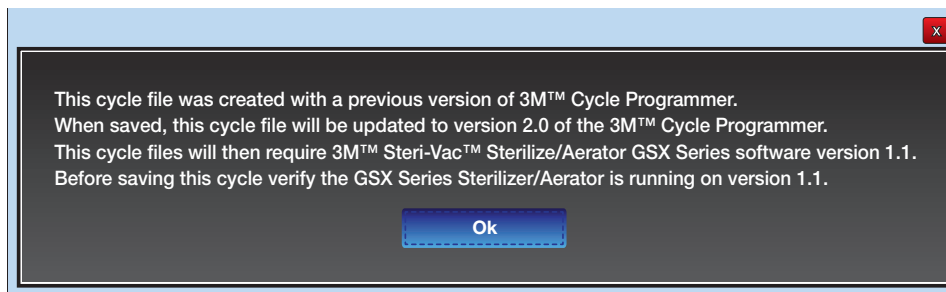 X
This cycle file was created with a previous version of 3M™ Cycle Programmer.
When saved, this cycle file will be updated to version 2.0 of the 3M™ Cycle Programmer.
This cycle files will then require 3M™ Steri-Vac™ Sterilize/Aerator GSX Series software version 1.1.
Before saving this cycle verify the GSX Series Sterilizer/Aerator is running on version 1.1.
Ok